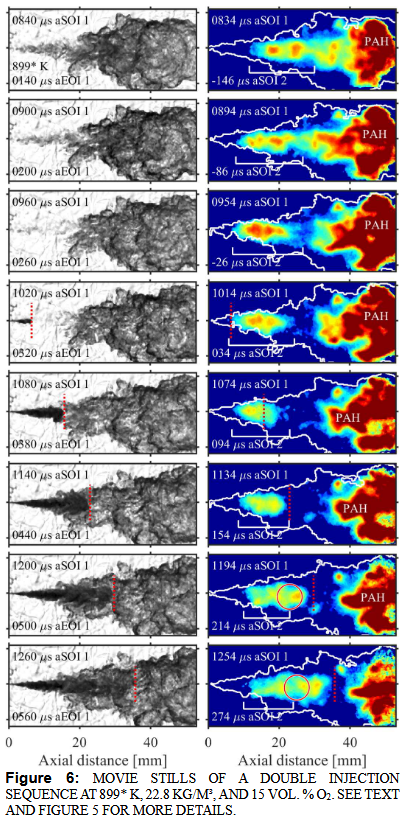 0840 µs aSOI 1
899* K
0140 µs aEOI 1
0834 µs aSOI 1
PAH
-146 µs aSOI 2
0900 µs aSOI 1
0200 µs aEOI 1
0894 µs aSOI 1
PAH
-86 µs aSOI 2
0960 µs aSOI 1
0260 µs aEOI 1
0954 µs aSOI 1
PAH
-26 µs aSOI 2
1020 µs aSOI 1
0320 µs aEOI 1
1014 µs aSOI 1
PAH
034 µs aSOI 2
1080 µs aSOI 1
0380 µs aEOI 1
1074 µs aSOI 1
PAH
094 µs aSOI 2
1140 µs aSOI 1
0440 µs aEOI 1
1134 µs aSOI 1
PAH
154 µs aSOI 2
1200 µs aSOI 1
0500 µs aEOI 1
1194 µs aSOI 1
PAH
214 µs aSOI 2
1260 µs aSOI 1
0560 µs aEOI 1
1254 µs aSOI 1
274 µs aSOI 2
0 20 40 0 20 40
Axial distance [mm] Axial distance [mm]
Figure 6: MOVIE STILLS OF A DOUBLE INJECTION
SEQUENCE AT 899* K, 22.8 KG/M³, AND 15 VOL. % O₂. SEE TEXT
AND FIGURE 5 FOR MORE DETAILS.